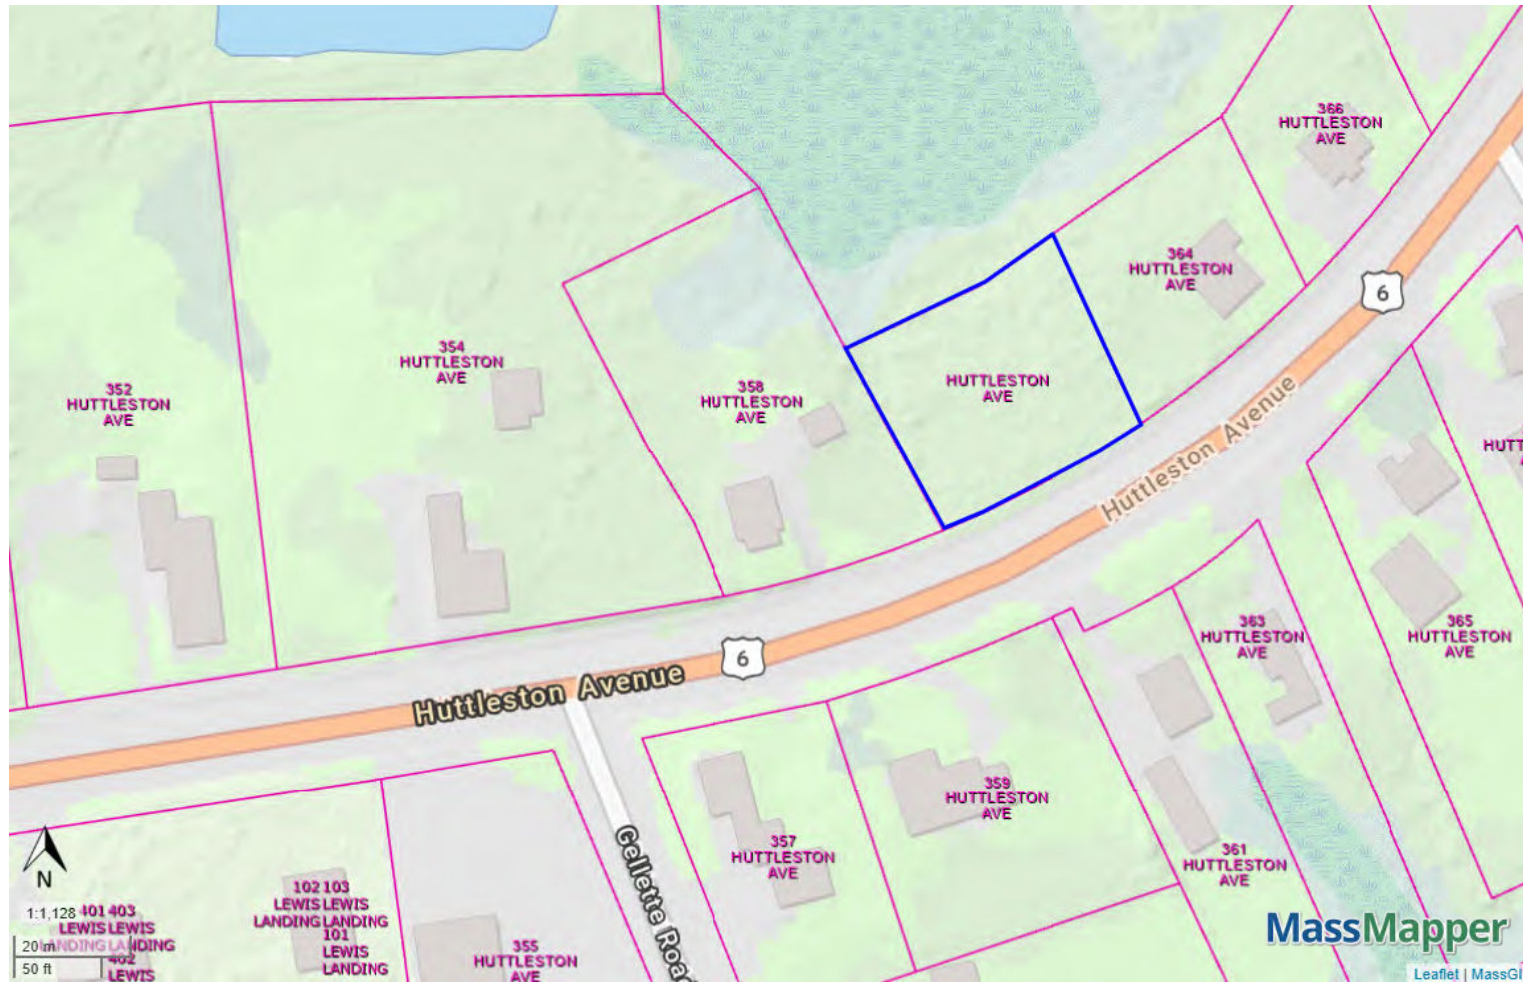 366
HUTTLESTON
AVE
364
HUTTLESTON
AVE
6
354
HUTTLESTON
AVE
352
HUTTLESTON
AVE
358
HUTTLESTON
AVE
HUTTLESTON
AVE
Huttleston Avenue
HUTT
363
HUTTLESTON
AVE
365
HUTTLESTON
AVE
6
Huttleston Avenue
359
HUTTLESTON
AVE
357
HUTTLESTON
AVE
361
HUTTLESTON
AVE
Gellette Road
N
1:1,128
20 m
50 ft
401 403
LEWIS LEWIS
LANDING LANDING
402
LEWIS
102 103
LEWIS LEWIS
LANDING LANDING
101
LEWIS
LANDING
355
HUTTLESTON
AVE
MassMapper
Leaflet | MassGI